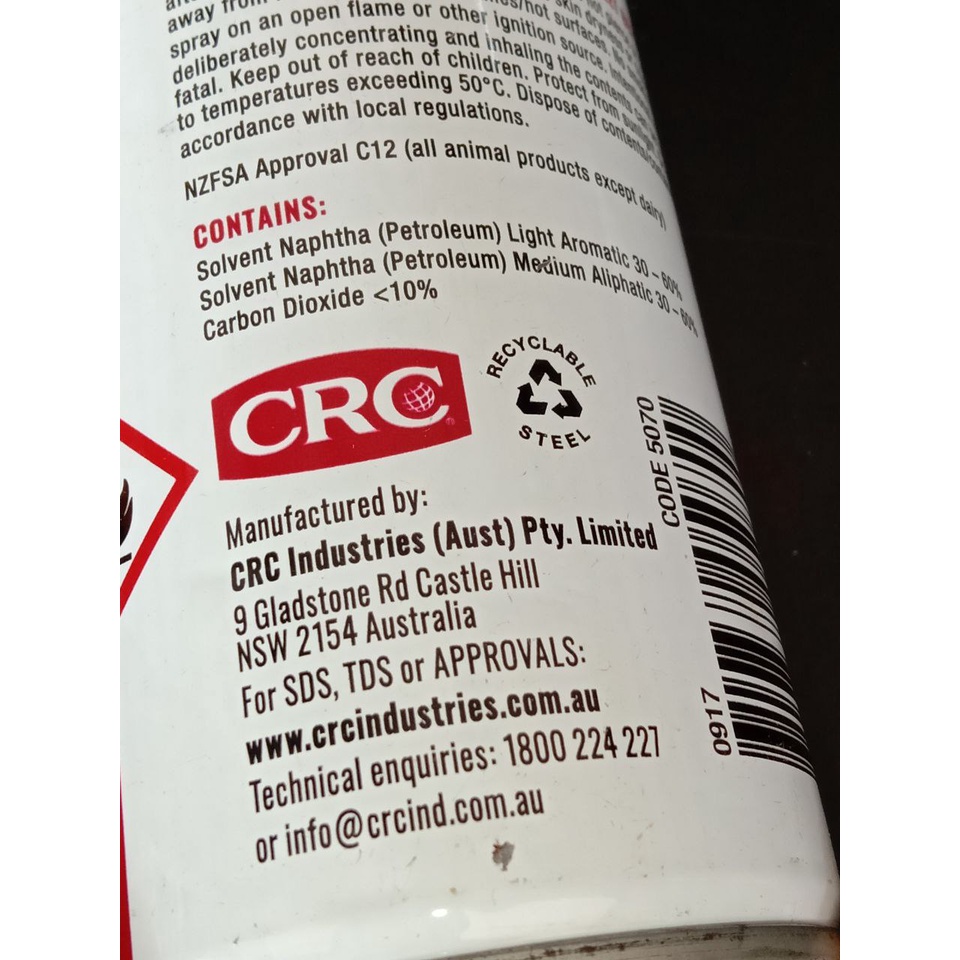 away from
spray on an open flame or other ignition source.
deliberately concentrating and inhaling the contents can
fatal. Keep out of reach of children. Protect from
to temperatures exceeding 50°C. Dispose of
accordance with local regulations.
NZFSA Approval C12 (all animal products except dairy)
CONTAINS:
Solvent Naphtha (Petroleum) Light Aromatic 30 – 60%
Solvent Naphtha (Petroleum) Medium Aliphatic 30 – 60%
Carbon Dioxide <10%
CRC
RECYCLABLE
STEEL
CODE 5070
0917
Manufactured by:
CRC Industries (Aust) Pty. Limited
9 Gladstone Rd Castle Hill
NSW 2154 Australia
For SDS, TDS or APPROVALS:
www.crcindustries.com.au
Technical enquiries: 1800 224 227
or info@crcind.com.au